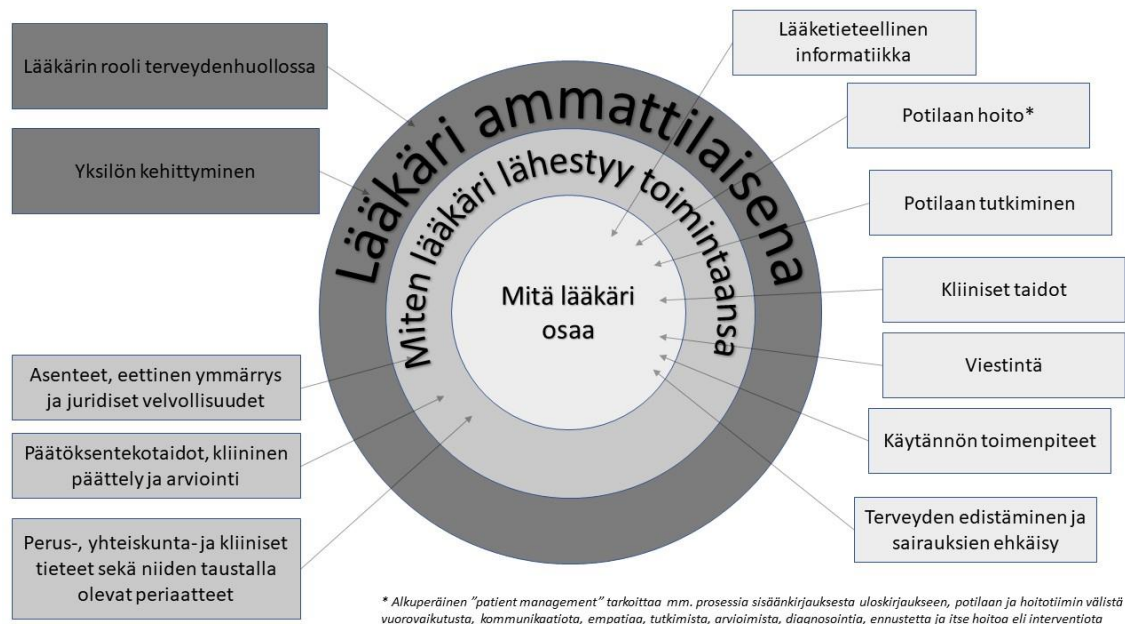 Lääkärin rooli terveydenhuollossa
Yksilön kehittyminen
Asenteet, eettinen ymmärrys
ja juridiset velvollisuudet
Päätöksentekotaidot, kliininen
päättely ja arviointi
Perus-, yhteiskunta- ja kliiniset
tieteet sekä niiden taustalla
olevat periaatteet
Lääkäri ammattilaisena
Miten lääkäri lähestyy toimintaansa
Mitä lääkäri
osaa
Lääketieteellinen
informatiikka
Potilaan hoito*
Potilaan tutkiminen
Kliiniset taidot
Viestintä
Käytännön toimenpiteet
Terveyden edistäminen ja
sairauksien ehkäisy
* Alkuperäinen ”patient management” tarkoittaa mm. prosessia sisäänkirjauksesta uloskirjaukseen, potilaan ja hoitotiimin välistä
vuorovaikutusta, kommunikaatiota, empatiaa, tutkimista, arvioimista, diagnosointia, ennustetta ja itse hoitoa eli interventiota